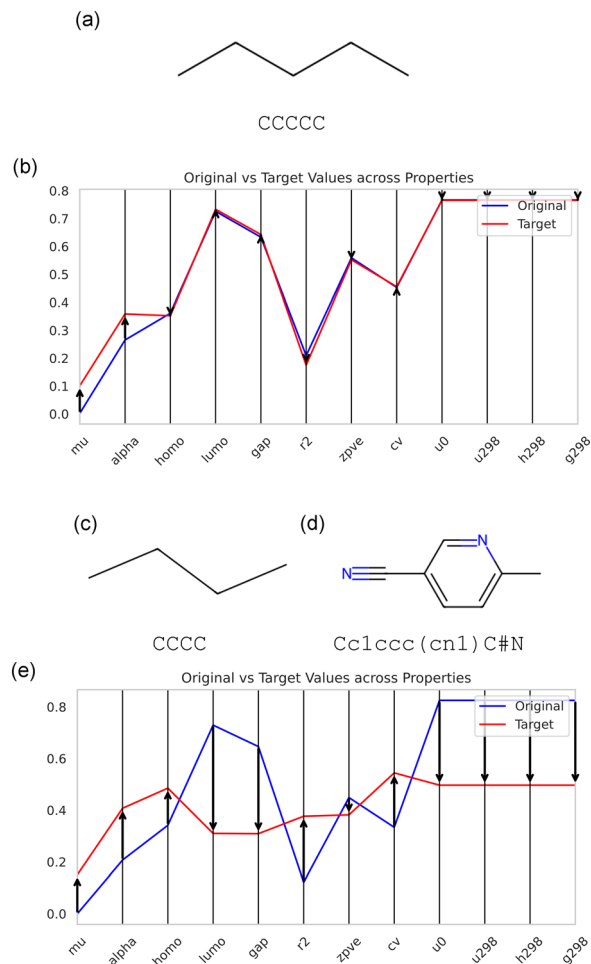 (a)
CCCCC
(b)
Original vs Target Values across Properties
0.8
0.7
0.6
0.5
0.4
0.3
0.2
0.1
0.0
Original
Target
mu alpha homo lumo gap r2 zpve cv u0 u298 h298 g298
(c) (d)
N N
CCCC Cc1ccc(cn1)C#N
(e)
Original vs Target Values across Properties
0.8
0.6
0.4
0.2
0.0
Original
Target
mu alpha homo lumo gap r2 zpve cv u0 u298 h298 g298